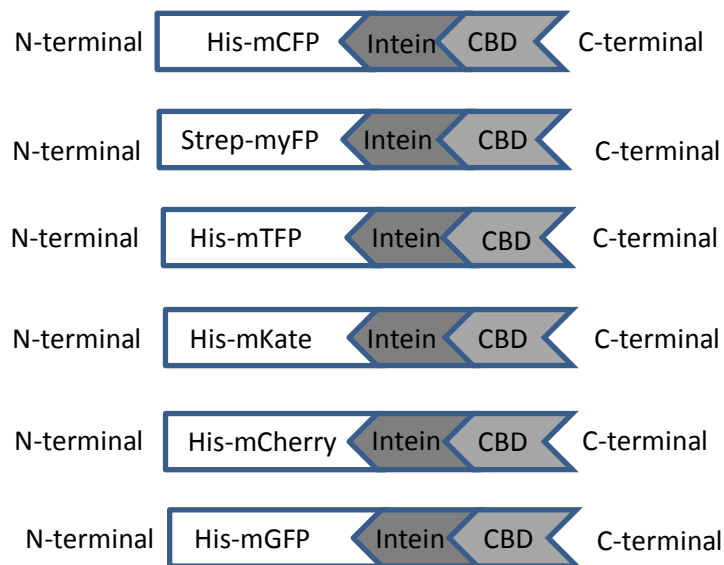 N-terminal His-mCFP Intein CBD C-terminal
N-terminal Strep-myFP Intein CBD C-terminal
N-terminal His-mTFP Intein CBD C-terminal
N-terminal His-mKate Intein CBD C-terminal
N-terminal His-mCherry Intein CBD C-terminal
N-terminal His-mGFP Intein CBD C-terminal